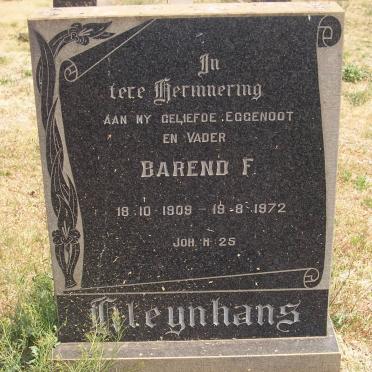 In
tere Herinnering
AAN MY GELIEFDE EGGENOOT
EN VADER
BAREND F.
18·10·1909 – 19·8·1972
JOH. 11: 25
Gleynhans